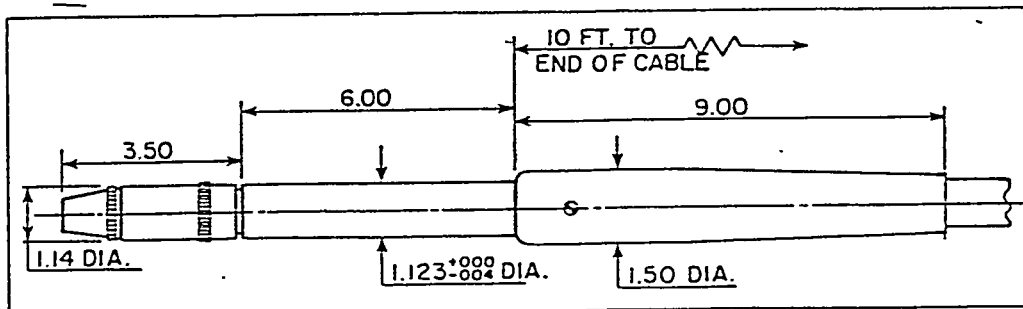 10 FT. TO
END OF CABLE
6.00
9.00
3.50
1.14 DIA.
1.123 +.000 -.004 DIA.
1.50 DIA.